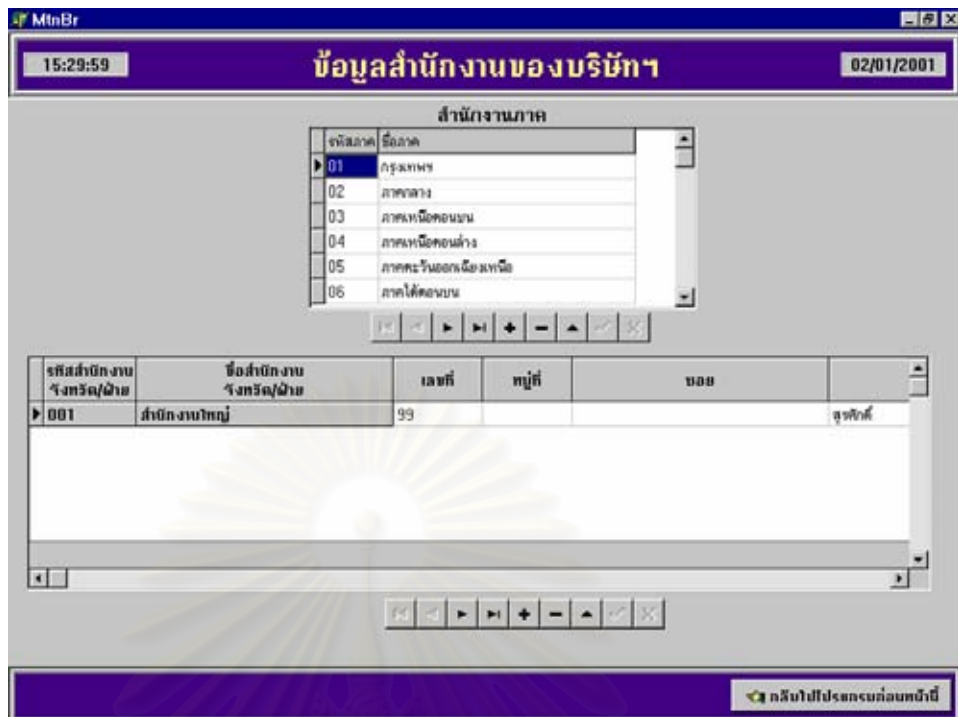 MtnBr
15:29:59
ข้อมูลสำนักงานของบริษัทฯ
02/01/2001
สำนักงานภาค
รหัสภาค ชื่อภาค
01 กรุงเทพฯ
02 ภาคกลาง
03 ภาคเหนือตอนบน
04 ภาคเหนือตอนล่าง
05 ภาคตะวันออกเฉียงเหนือ
06 ภาคใต้ตอนบน
รหัสสำนักงาน ชื่อสำนักงาน เลขที่ หมู่ที่ ซอย
จังหวัด/ฝ่าย จังหวัด/ฝ่าย
001 สำนักงานใหญ่ 99 สุรศักดิ์
กลับไปโปรแกรมก่อนหน้านี้